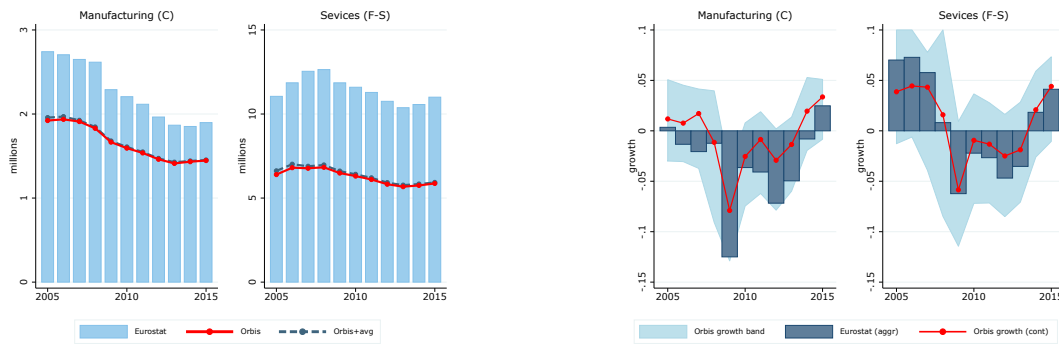 Manufacturing (C)
Sevices (F-S)
millions
3
2
1
0
15
10
5
0
2005
2010
2015
2005
2010
2015
Eurostat
Orbis
Orbis+avg
Manufacturing (C)
Sevices (F-S)
growth
.1
.05
0
-.05
-.1
-.15
growth
.1
.05
0
-.05
-.1
-.15
2005
2010
2015
2005
2010
2015
Orbis growth band
Eurostat (aggr)
Orbis growth (cont)